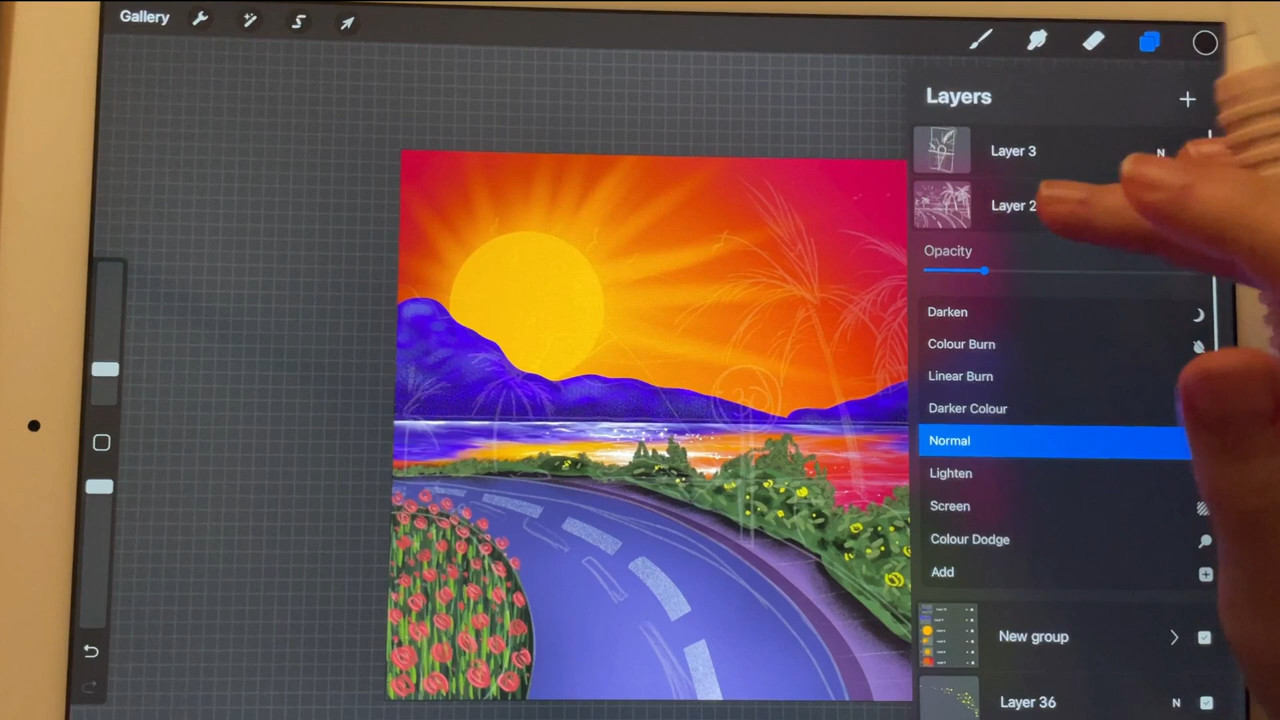 Gallery
Layers
Layer 3
N
Layer 2
Opacity
Darken
Colour Burn
Linear Burn
Darker Colour
Normal
Lighten
Screen
Colour Dodge
Add
New group
Layer 36
N